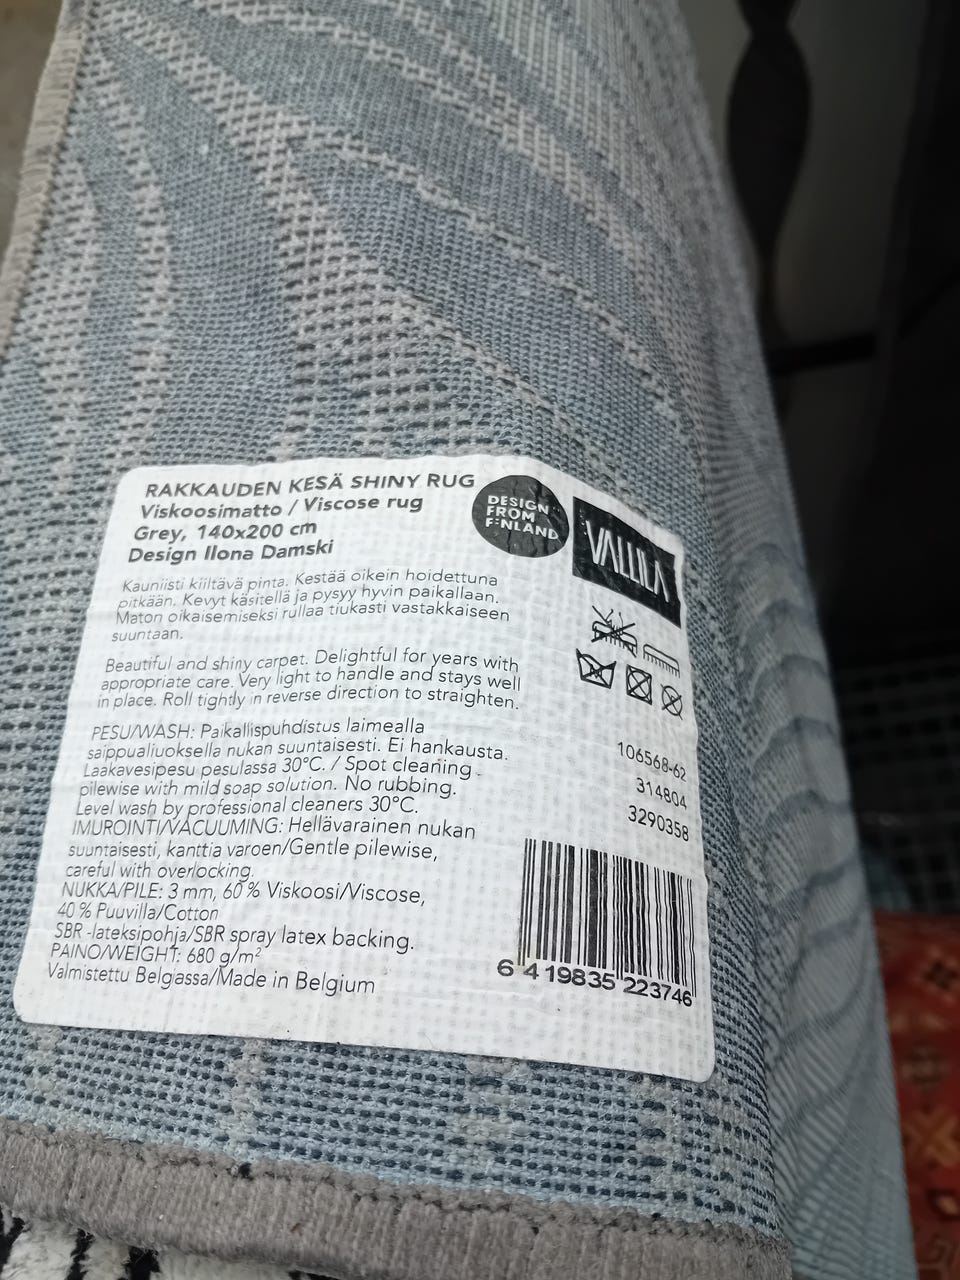 RAKKAUDEN KESÄ SHINY RUG
Viskoosimatto / Viscose rug
Grey, 140x200 cm
Design Ilona Damski
DESIGN
FROM
FINLAND
VALLILA
Kauniisti kiiltävä pinta. Kestää oikein hoidettuna
pitkään. Kevyt käsitellä ja pysyy hyvin paikallaan.
Maton oikaisemiseksi rullaa tiukasti vastakkaiseen
suuntaan.
Beautiful and shiny carpet. Delightful for years with
appropriate care. Very light to handle and stays well
in place. Roll tightly in reverse direction to straighten.
PESU/WASH: Paikallispuhdistus laimealla
saippualiuoksella nukan suuntaisesti. Ei hankausta.
Laakavesipesu pesulassa 30°C. / Spot cleaning
pilewise with mild soap solution. No rubbing.
Level wash by professional cleaners 30°C.
IMUROINTI/VACUUMING: Hellävarainen nukan
suuntaisesti, kanttia varoen/Gentle pilewise,
careful with overlocking.
NUKKA/PILE: 3 mm, 60 % Viskoosi/Viscose,
40 % Puuvilla/Cotton
SBR -lateksipohja/SBR spray latex backing.
PAINO/WEIGHT: 680 g/m²
Valmistettu Belgassa/Made in Belgium
106568-62
314804
3290358
6 419835 223746